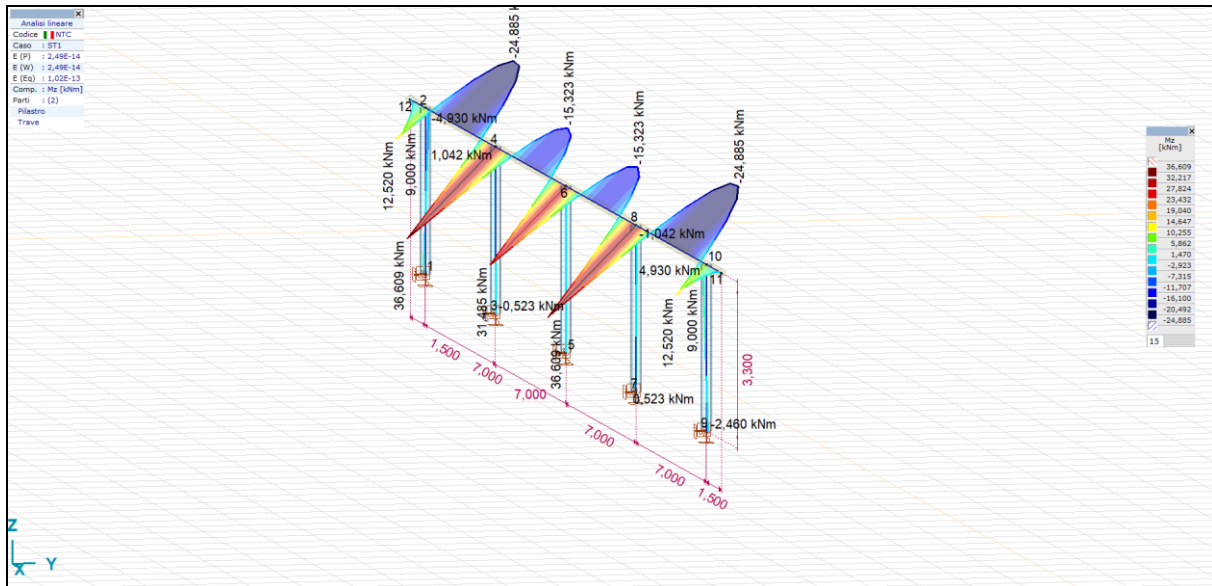 Analisi lineare
Codice NTC
Caso : ST1
E (P) : 2,49E-14
E (W) : 2,49E-14
E (Eq) : 1,02E-13
Comp. : Mz [kNm]
Parti : (2)
Pilastro
Trave
-24,885 k
12
2
-4,930 kNm
-15,323 kNm
4
1,042 kNm
12,520 kNm
9,000 kNm
-15,323 kNm
6
-24,885 kNm
8
-1,042 kNm
10
4,930 kNm
11
1
36,609 kNm
31,485 kNm
3
-0,523 kNm
12,520 kNm
9,000 kNm
36,609 kNm
5
7
0,523 kNm
9
-2,460 kNm
1,500
7,000
7,000
7,000
7,000
1,500
3,300
Mz
[kNm]
36,609
32,217
27,824
23,432
19,040
14,647
10,255
5,862
1,470
-2,923
-7,315
-11,707
-16,100
-20,492
-24,885
15
Z
X
Y